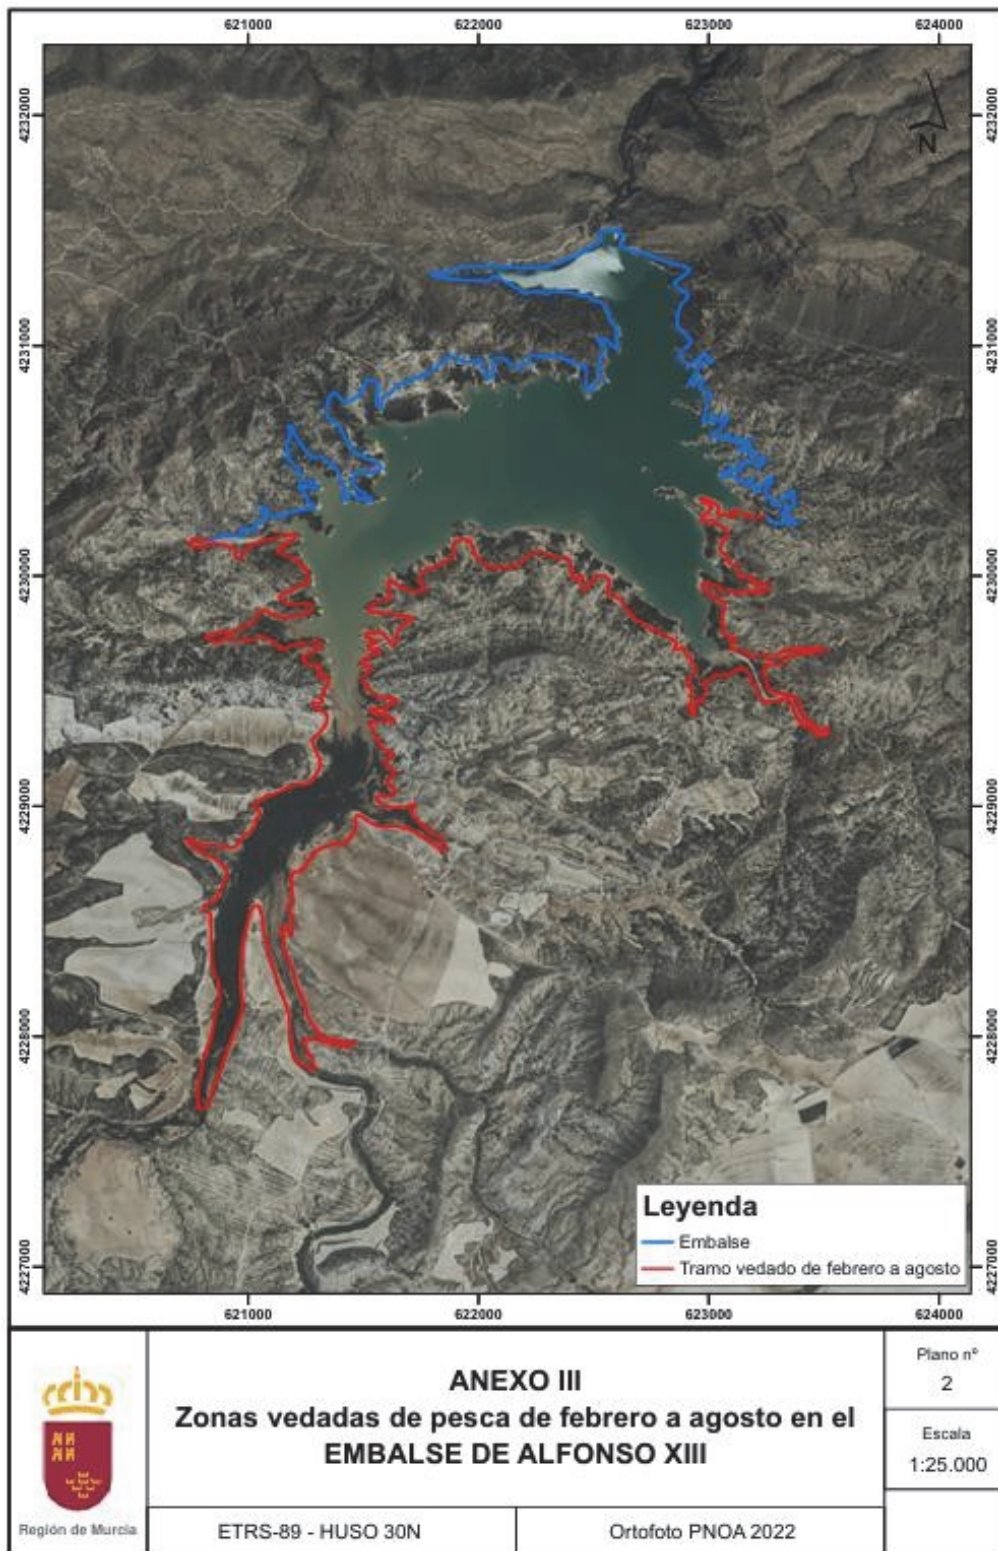 621000 622000 623000 624000
4232000 4232000
N
4231000 4231000
4230000 4230000
4229000 4229000
4228000 4228000
4227000 4227000
Leyenda
Embalse
Tramo vedado de febrero a agosto
621000 622000 623000 624000
Región de Murcia
ANEXO III
Zonas vedadas de pesca de febrero a agosto en el
EMBALSE DE ALFONSO XIII
Plano nº
2
Escala
1:25.000
ETRS-89 - HUSO 30N
Ortofoto PNOA 2022